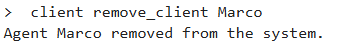 > client remove_client Marco
Agent Marco removed from the system.